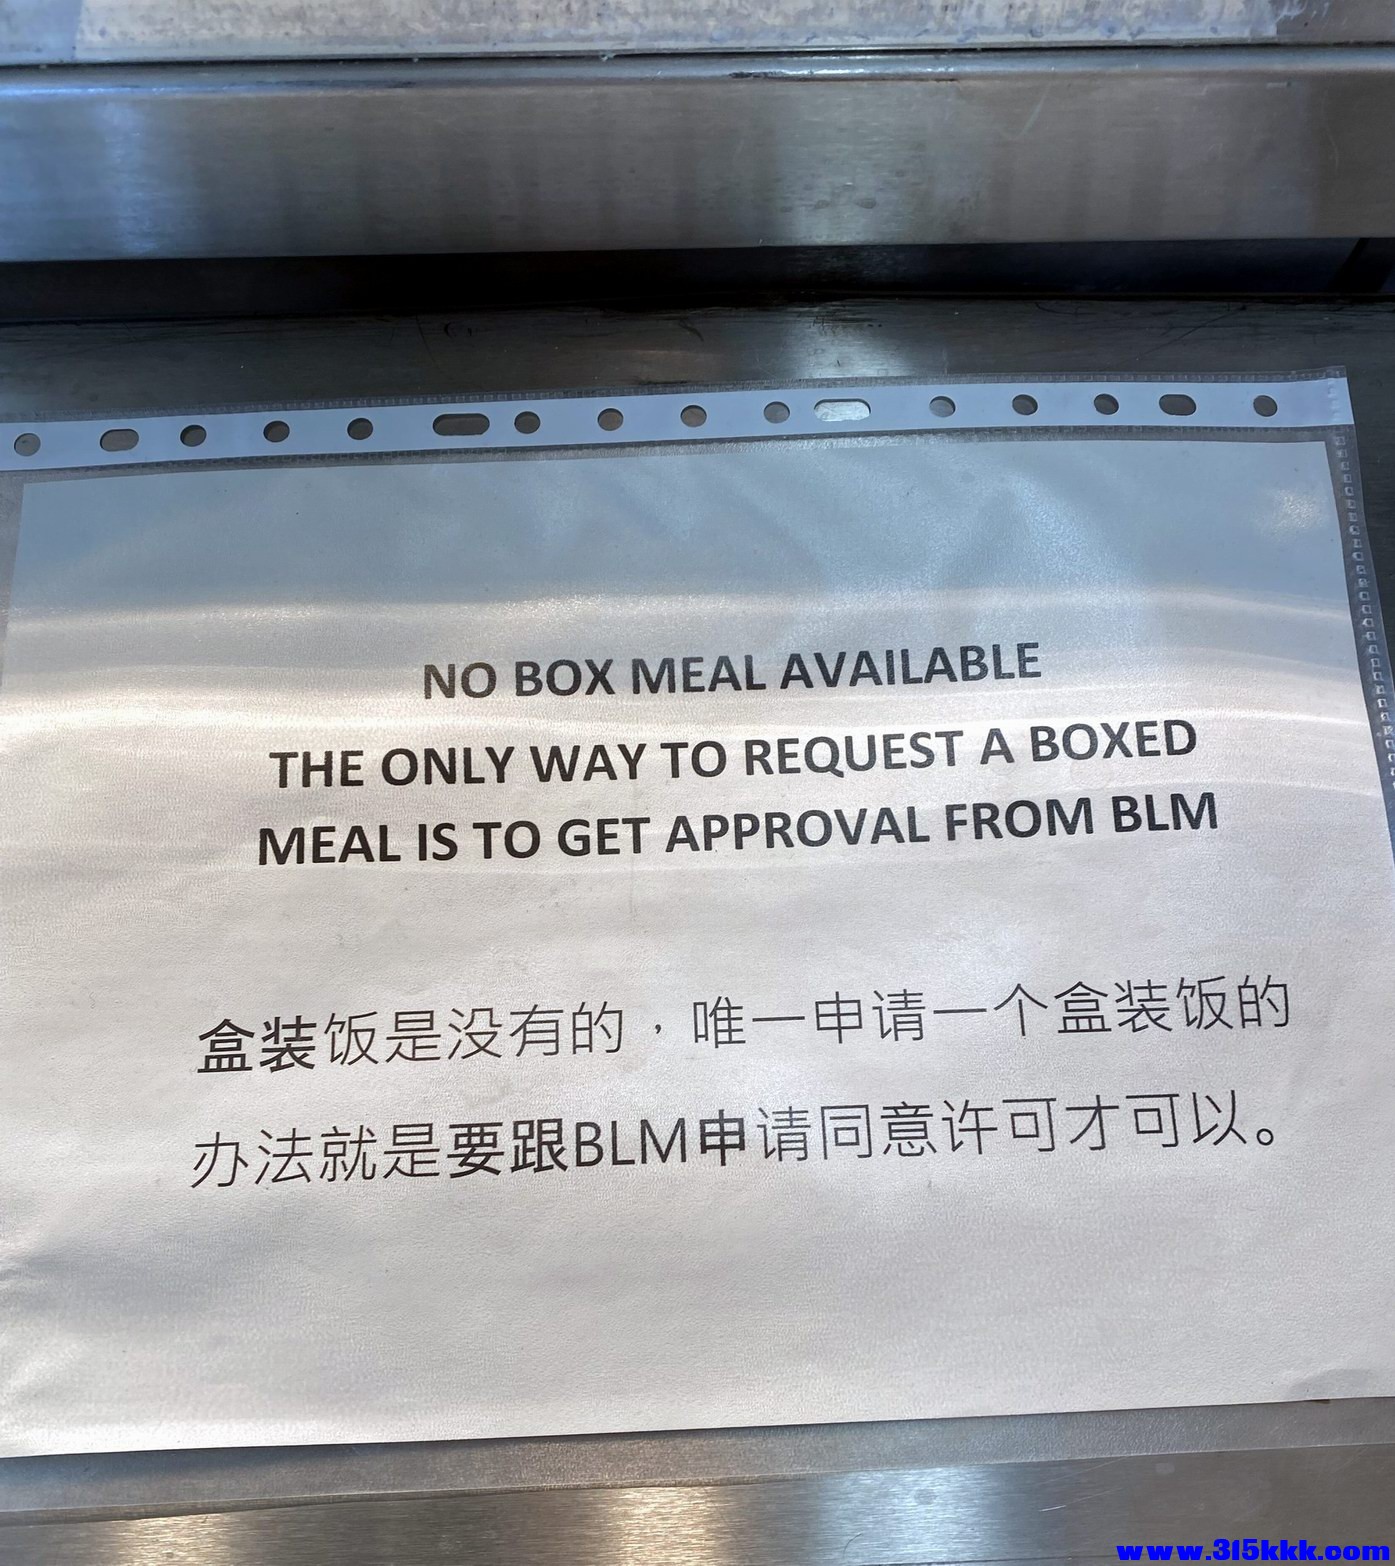 NO BOX MEAL AVAILABLE
THE ONLY WAY TO REQUEST A BOXED
MEAL IS TO GET APPROVAL FROM BLM
盒装饭是没有的，唯一申请一个盒装饭的
办法就是要跟BLM申请同意许可才可以。
www.315kkk.com